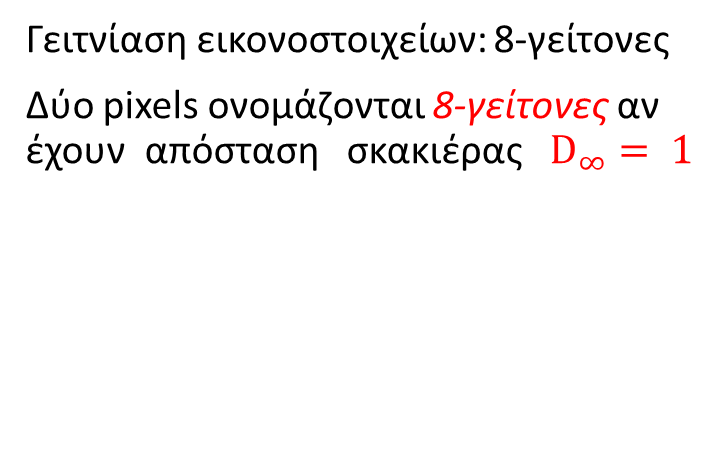 Γειτνίαση εικονοστοιχείων: 8-γείτονες
Δύο pixels ονομάζονται 8-γείτονες αν
έχουν απόσταση σκακιέρας D∞ = 1